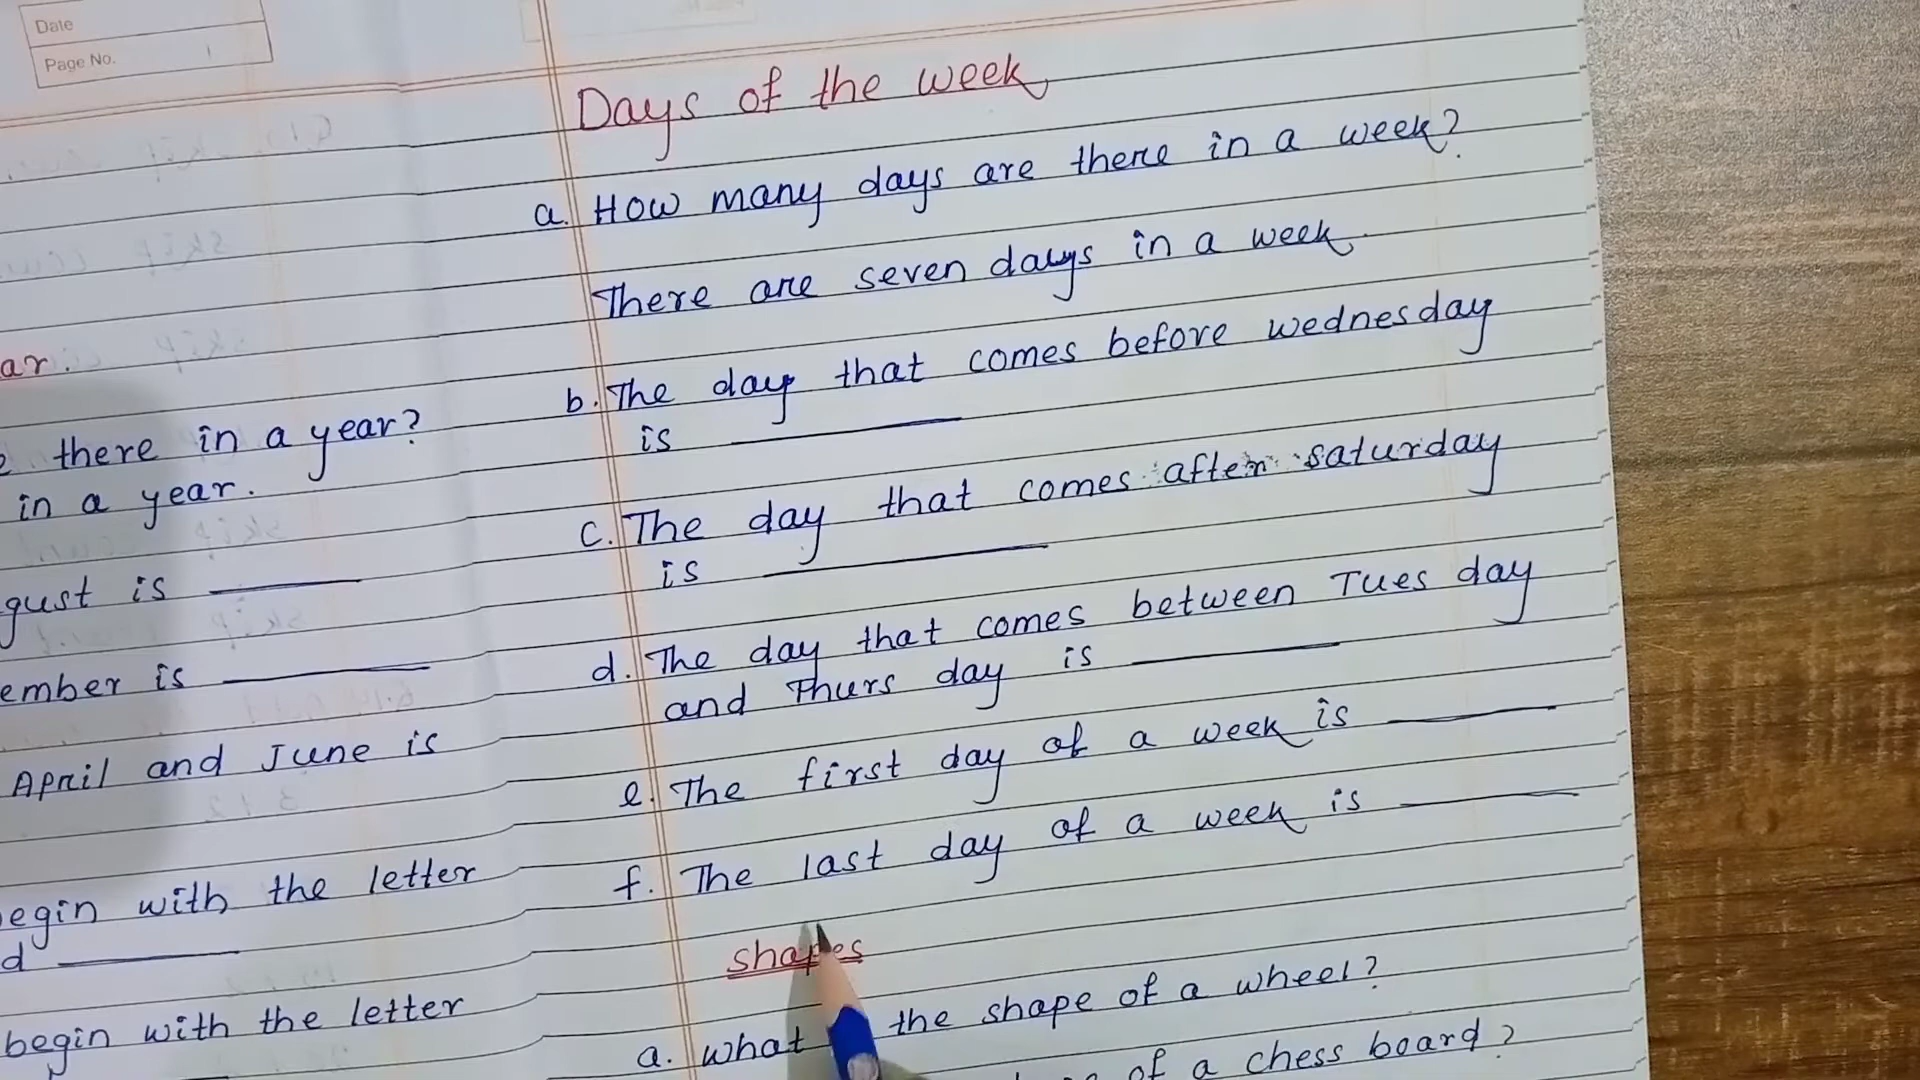 Date
Page No.
ar.
there in a year?
in a year.
gust is
ember is
April and June is
egin with the letter
d
begin with the letter
Days of the week
a. How many days are there in a week?
There are seven days in a week.
b. The day that comes before wednesday
is
c. The day that comes after saturday
is
d. The day that comes between Tues day
and Thurs day is
e. The first day of a week is
f. The last day of a week is
shapes
a. what the shape of a wheel?
of a chess board?